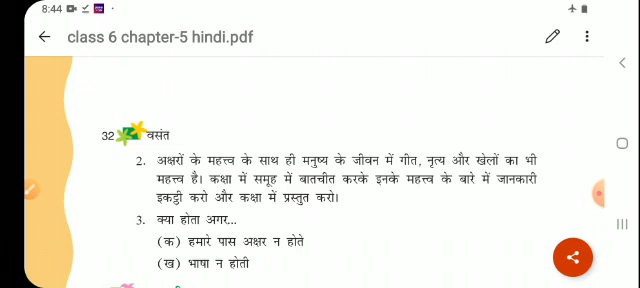 8:44
class 6 chapter-5 hindi.pdf
32 वसंत
2. अक्षरों के महत्त्व के साथ ही मनुष्य के जीवन में गीत, नृत्य और खेलों का भी
महत्त्व है। कक्षा में समूह में बातचीत करके इनके महत्त्व के बारे में जानकारी
इकट्ठी करो और कक्षा में प्रस्तुत करो।
3. क्या होता अगर...
(क) हमारे पास अक्षर न होते
(ख) भाषा न होती